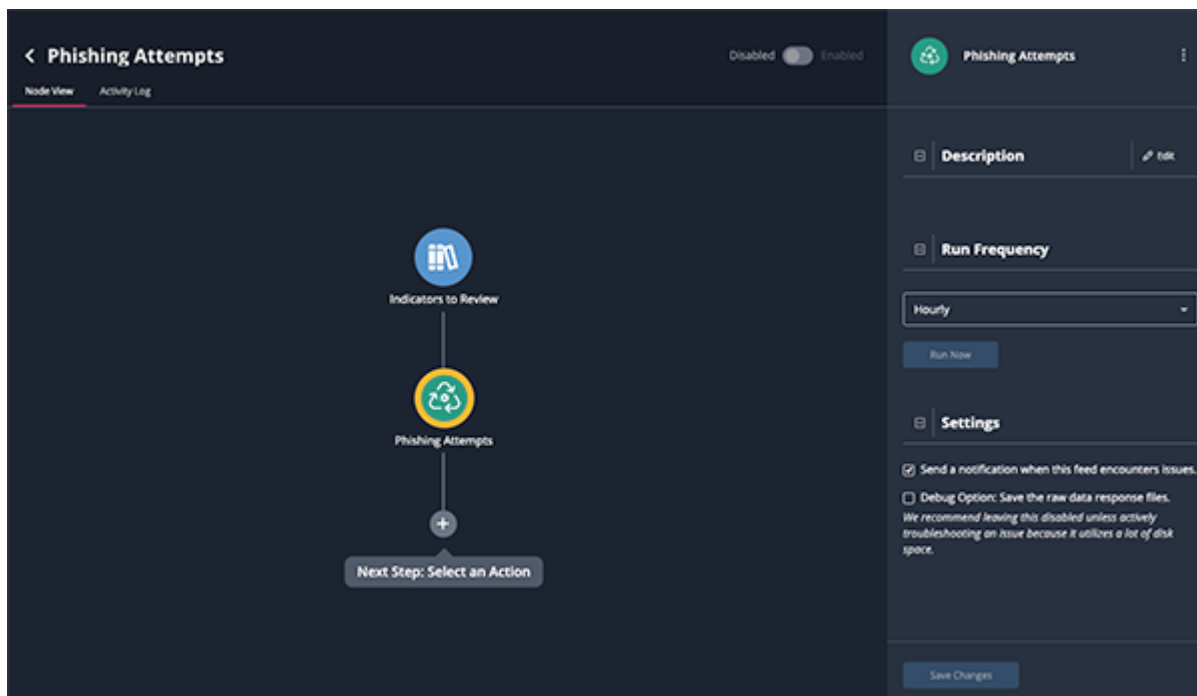 Phishing Attempts
Disabled Enabled
Node View Activity Log
Indicators to Review
Phishing Attempts
Next Step: Select an Action
Phishing Attempts
Description
Edit
Run Frequency
Hourly
Run Now
Settings
Send a notification when this feed encounters issues.
Debug Option: Save the raw data response files.
We recommend leaving this disabled unless actively
troubleshooting an issue because it utilizes a lot of disk
space.
Save Changes